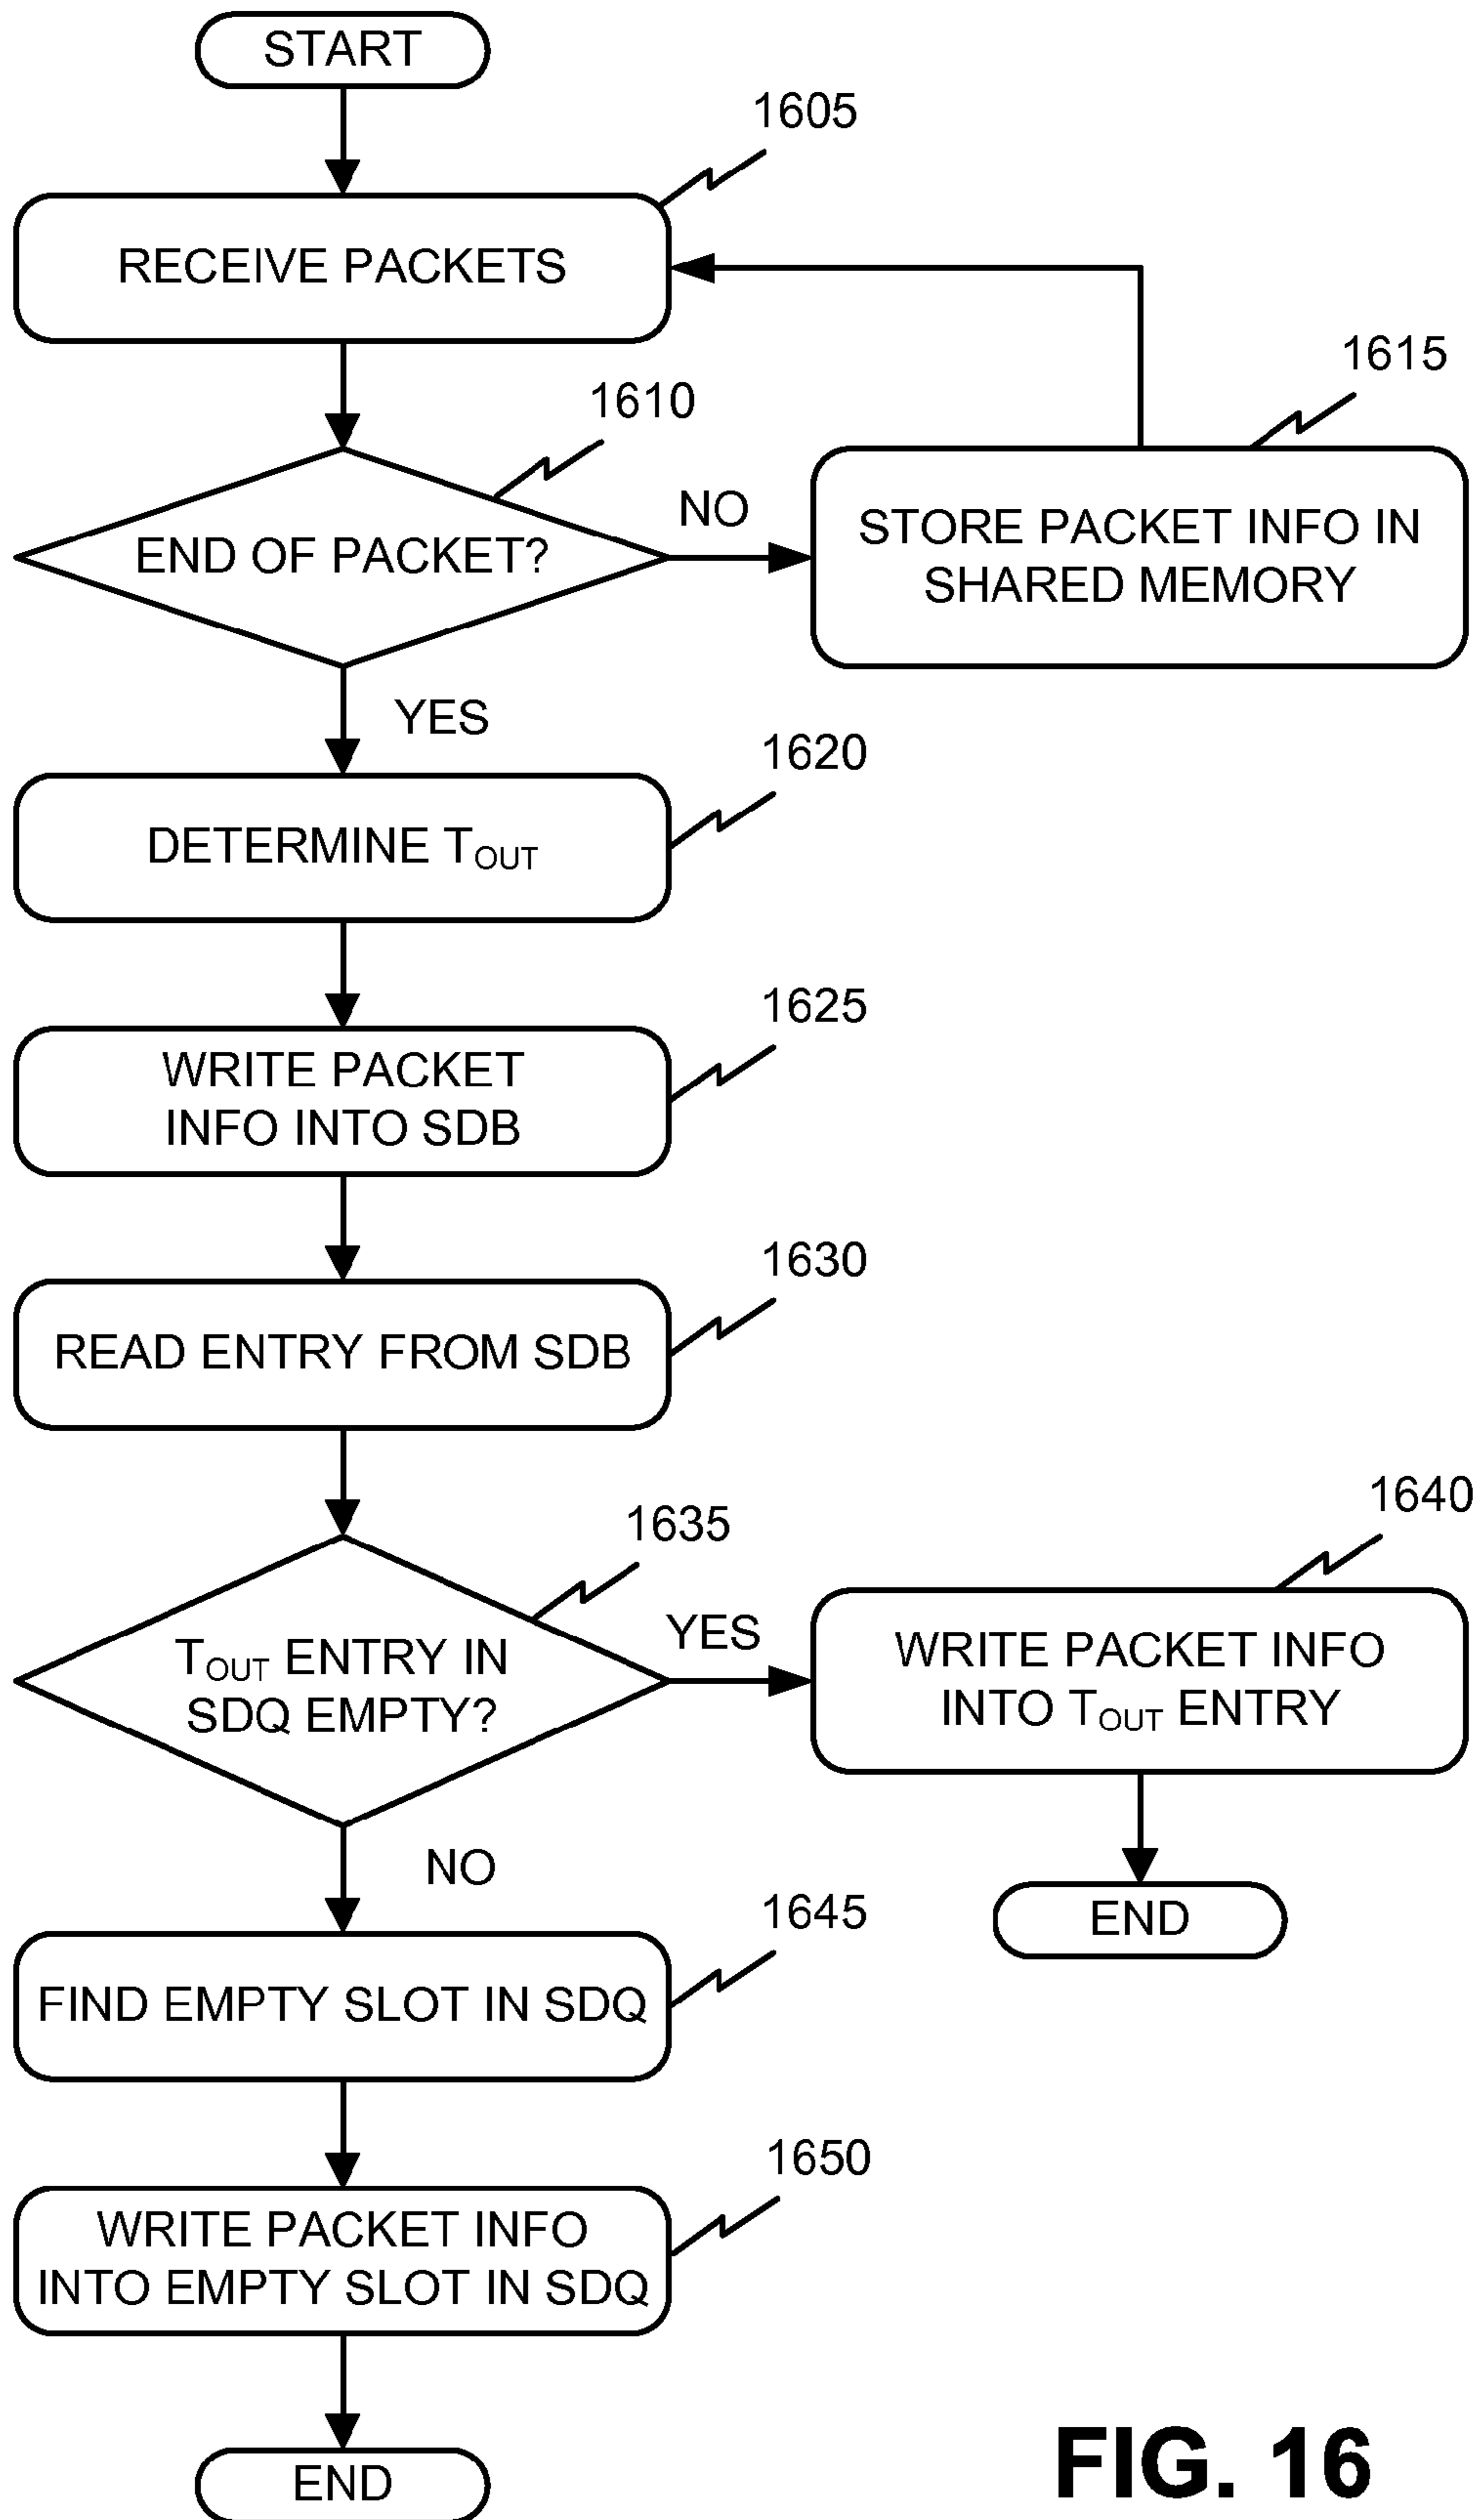 START
1605
RECEIVE PACKETS
1615
1610
NO
STORE PACKET INFO IN
SHARED MEMORY
END OF PACKET?
YES
1620
DETERMINE TOUT
1625
WRITE PACKET
INFO INTO SDB
1630
READ ENTRY FROM SDB
1640
1635
YES
TOUT ENTRY IN
SDQ EMPTY?
WRITE PACKET INFO
INTO TOUT ENTRY
NO
END
1645
FIND EMPTY SLOT IN SDQ
1650
WRITE PACKET INFO
INTO EMPTY SLOT IN SDQ
END
FIG. 16